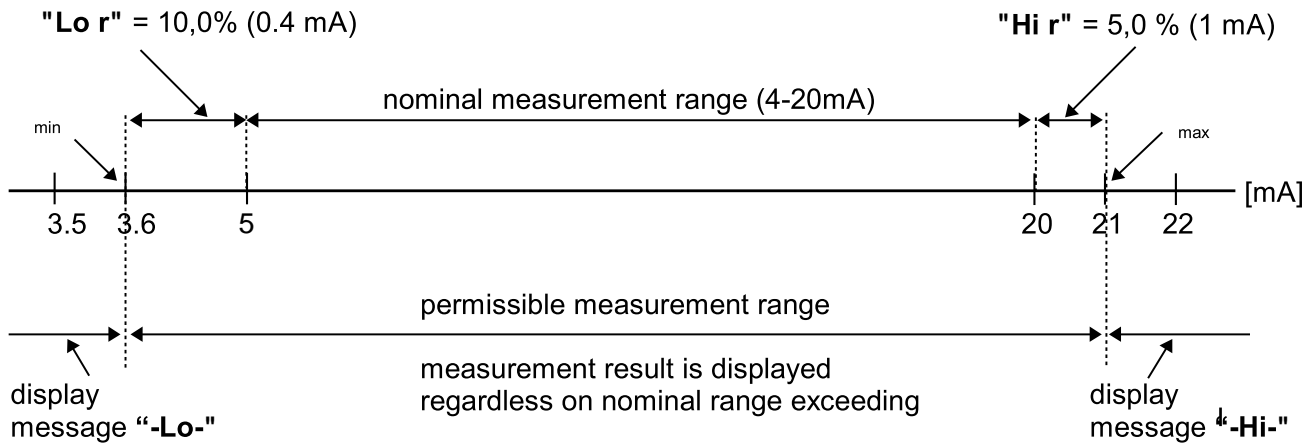 "Lo r" = 10,0% (0.4 mA)
"Hi r" = 5,0 % (1 mA)
nominal measurement range (4-20mA)
min
max
[mA]
3.5 3.6 5 20 21 22
permissible measurement range
measurement result is displayed
regardless on nominal range exceeding
display
message “-Lo-"
display
message “-Hi-"